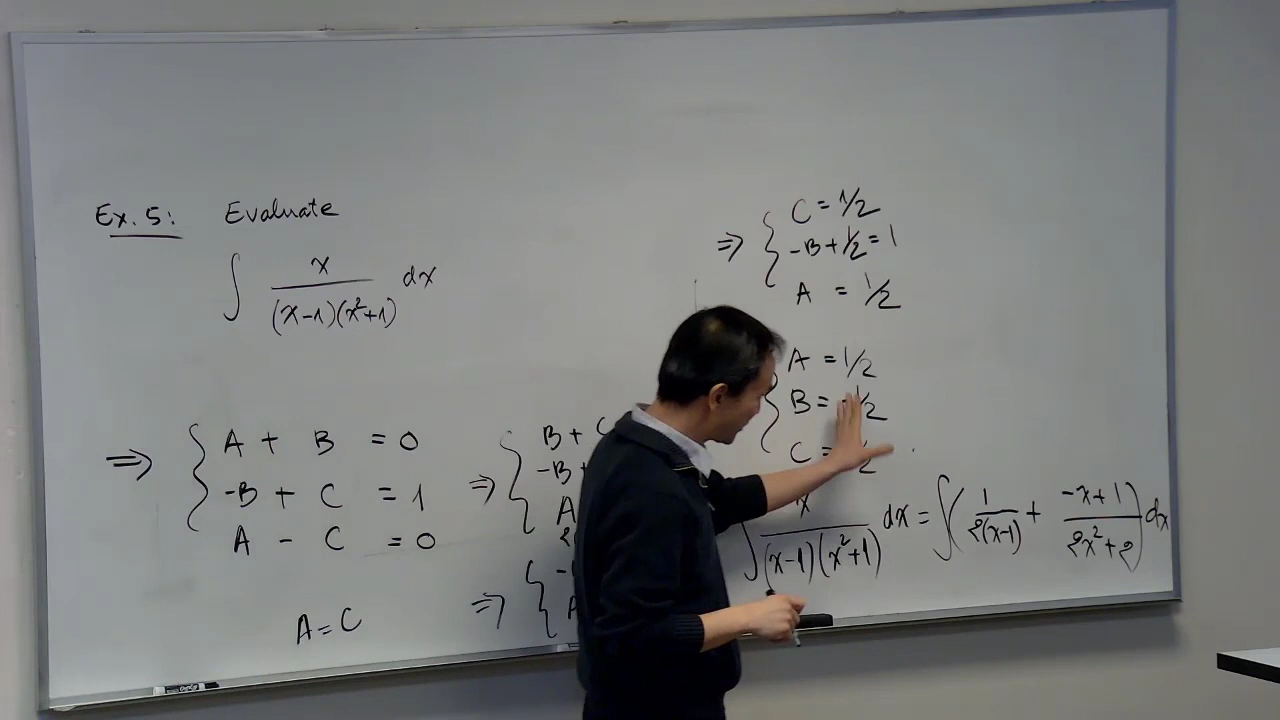 Ex. 5: Evaluate
∫ x / (x-1)(x²+1) dx
⇒ { A + B = 0
-B + C = 1
A - C = 0
A = C
⇒ { B +
-B +
A
2
⇒ { -
A
⇒ { C = 1/2
-B + 1/2 = 1
A = 1/2
{ A = 1/2
B = -1/2
C = 1/2
∫ x / (x-1)(x²+1) dx = ∫( 1 / 2(x-1) + -x+1 / 2x²+2 ) dx